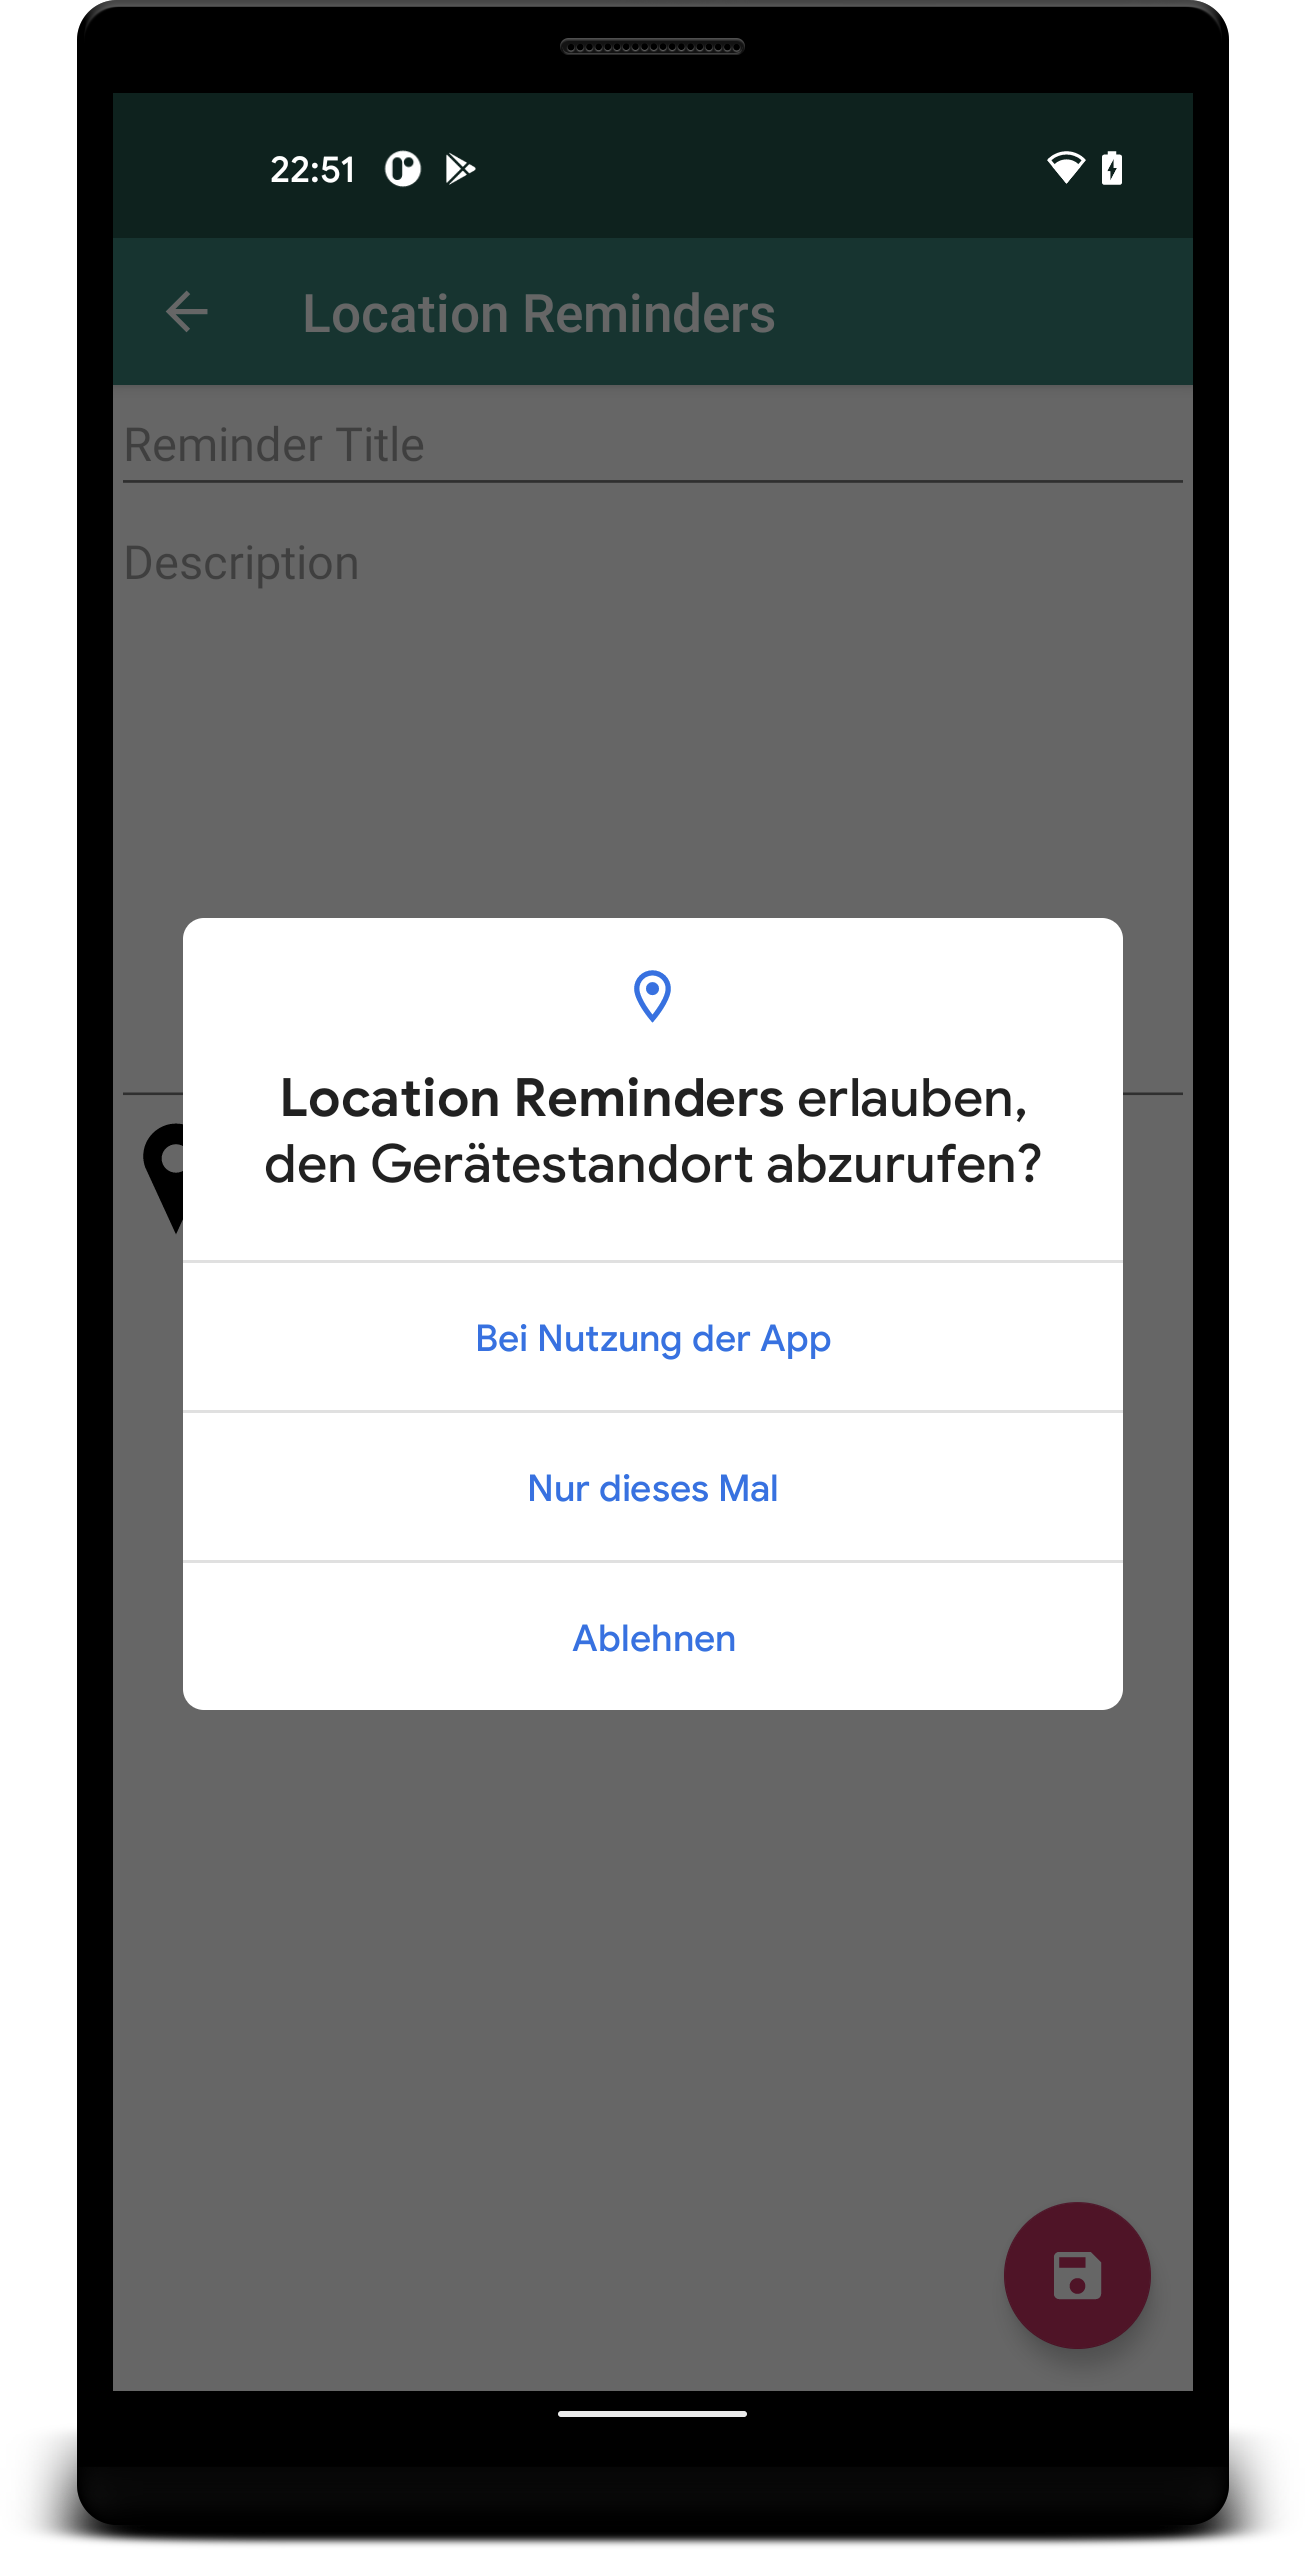 22:51
Location Reminders
Reminder Title
Description
Location Reminders erlauben,
den Gerätestandort abzurufen?
Bei Nutzung der App
Nur dieses Mal
Ablehnen